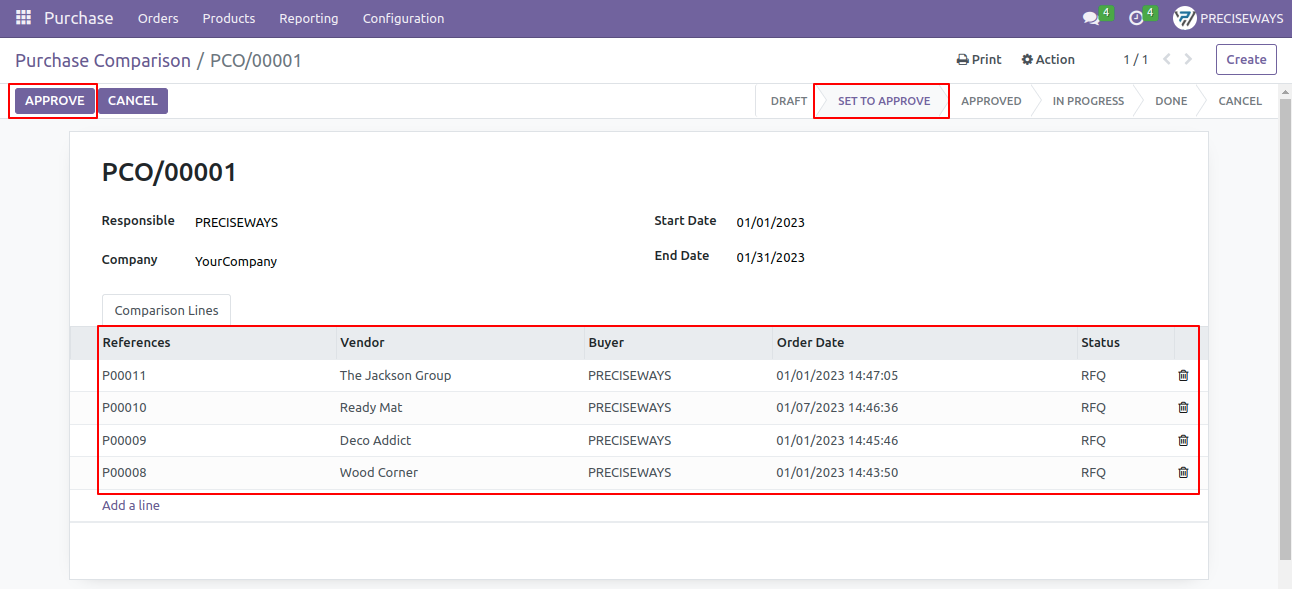 Purchase Orders Products Reporting Configuration 4 4 PRECISEWAYS
Purchase Comparison / PCO/00001 Print Action 1 / 1 Create
APPROVE CANCEL DRAFT SET TO APPROVE APPROVED IN PROGRESS DONE CANCEL
PCO/00001
Responsible PRECISEWAYS Start Date 01/01/2023
Company YourCompany End Date 01/31/2023
Comparison Lines
References Vendor Buyer Order Date Status
P00011 The Jackson Group PRECISEWAYS 01/01/2023 14:47:05 RFQ
P00010 Ready Mat PRECISEWAYS 01/07/2023 14:46:36 RFQ
P00009 Deco Addict PRECISEWAYS 01/01/2023 14:45:46 RFQ
P00008 Wood Corner PRECISEWAYS 01/01/2023 14:43:50 RFQ
Add a line